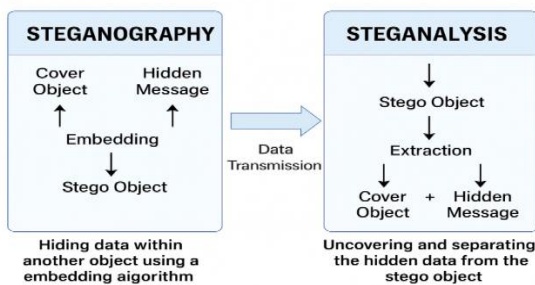 STEGANOGRAPHY
Cover Object
Hidden Message
Embedding
Stego Object
Hiding data within
another object using a
embedding algorithm
Data
Transmission
STEGANALYSIS
Stego Object
Extraction
Cover Object
+
Hidden Message
Uncovering and separating
the hidden data from the
stego object